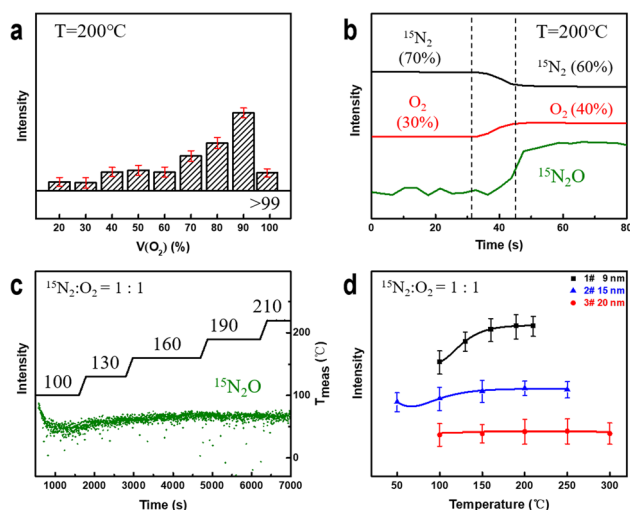 a
T=200°C
Intensity
>99
20 30 40 50 60 70 80 90 100
V(O₂) (%)
b
T=200°C
¹⁵N₂
(70%)
¹⁵N₂ (60%)
O₂
(30%)
O₂ (40%)
¹⁵N₂O
Intensity
0 20 40 60 80
Time (s)
c
¹⁵N₂:O₂ = 1 : 1
100
130
160
190
210
¹⁵N₂O
Intensity
200
100
0
T_meas (°C)
1000 2000 3000 4000 5000 6000 7000
Time (s)
d
¹⁵N₂:O₂ = 1 : 1
1# 9 nm
2# 15 nm
3# 20 nm
Intensity
50 100 150 200 250 300
Temperature (°C)